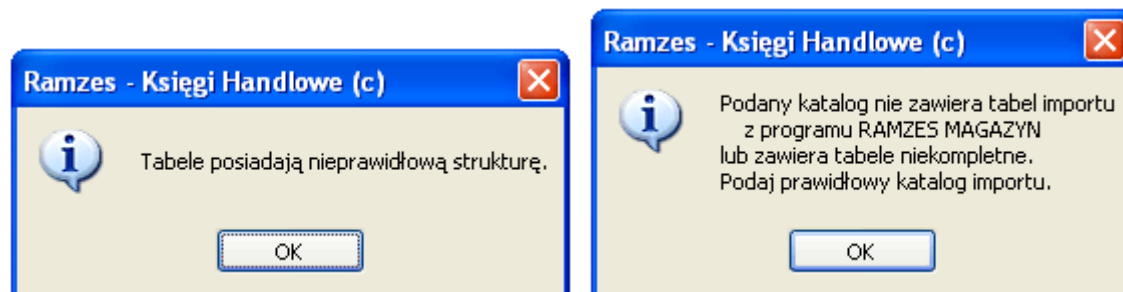 Ramzes - Księgi Handlowe (c)
Tabele posiadają nieprawidłową strukturę.
OK
Ramzes - Księgi Handlowe (c)
Podany katalog nie zawiera tabel importu
z programu RAMZES MAGAZYN
lub zawiera tabele niekompletne.
Podaj prawidłowy katalog importu.
OK